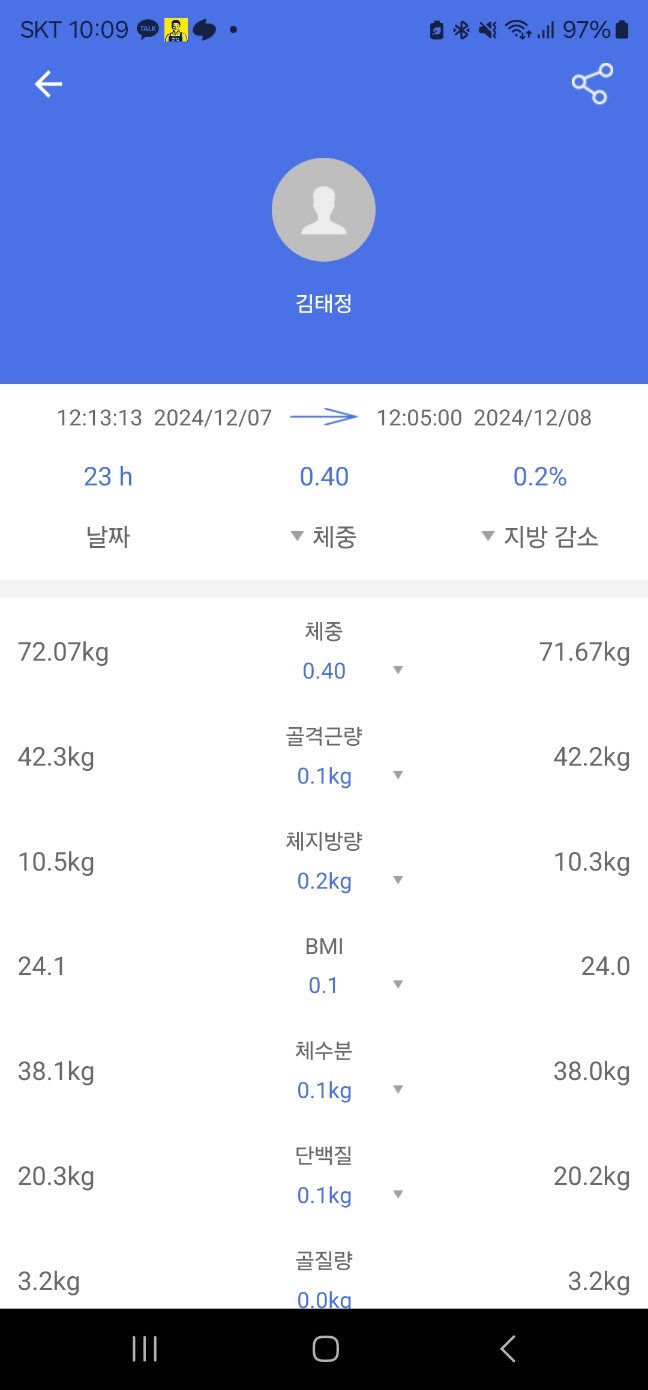 SKT 10:09 TALK 97%
김태정
12:13:13 2024/12/07 12:05:00 2024/12/08
23 h 0.40 0.2%
날짜 ▼ 체중 ▼ 지방 감소
체중
72.07kg 0.40 ▼ 71.67kg
골격근량
42.3kg 0.1kg ▼ 42.2kg
체지방량
10.5kg 0.2kg ▼ 10.3kg
BMI
24.1 0.1 ▼ 24.0
체수분
38.1kg 0.1kg ▼ 38.0kg
단백질
20.3kg 0.1kg ▼ 20.2kg
골질량
3.2kg 0.0kg 3.2kg